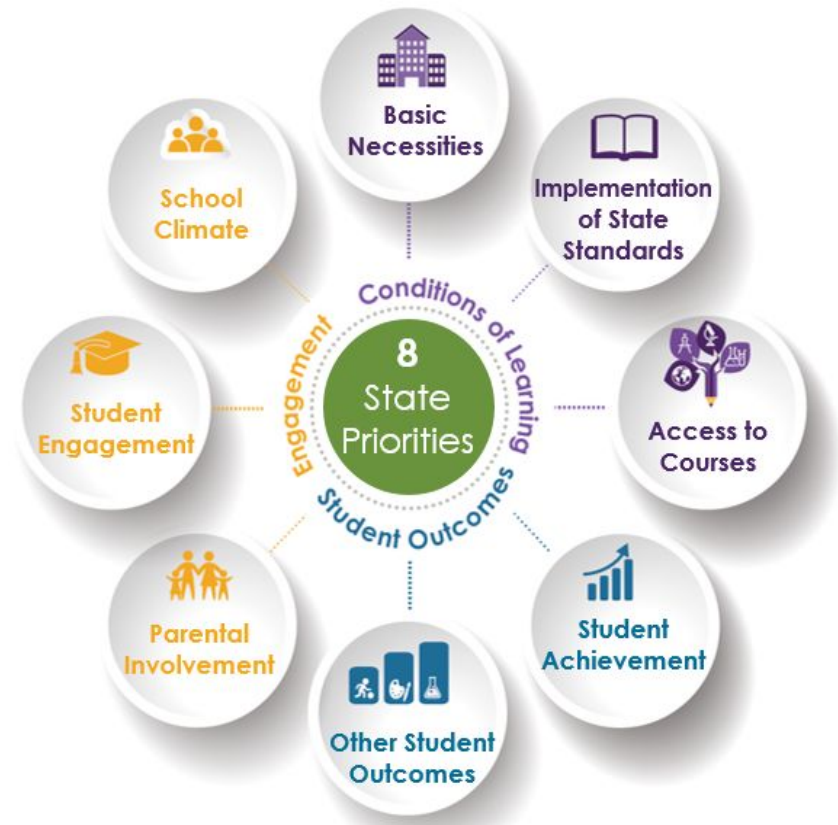 Basic
Necessities
Implementation
of State
Standards
Access to
Courses
Student
Achievement
Other Student
Outcomes
Parental
Involvement
Student
Engagement
School
Climate
Conditions of Learning
Student Outcomes
Engagement
8
State
Priorities